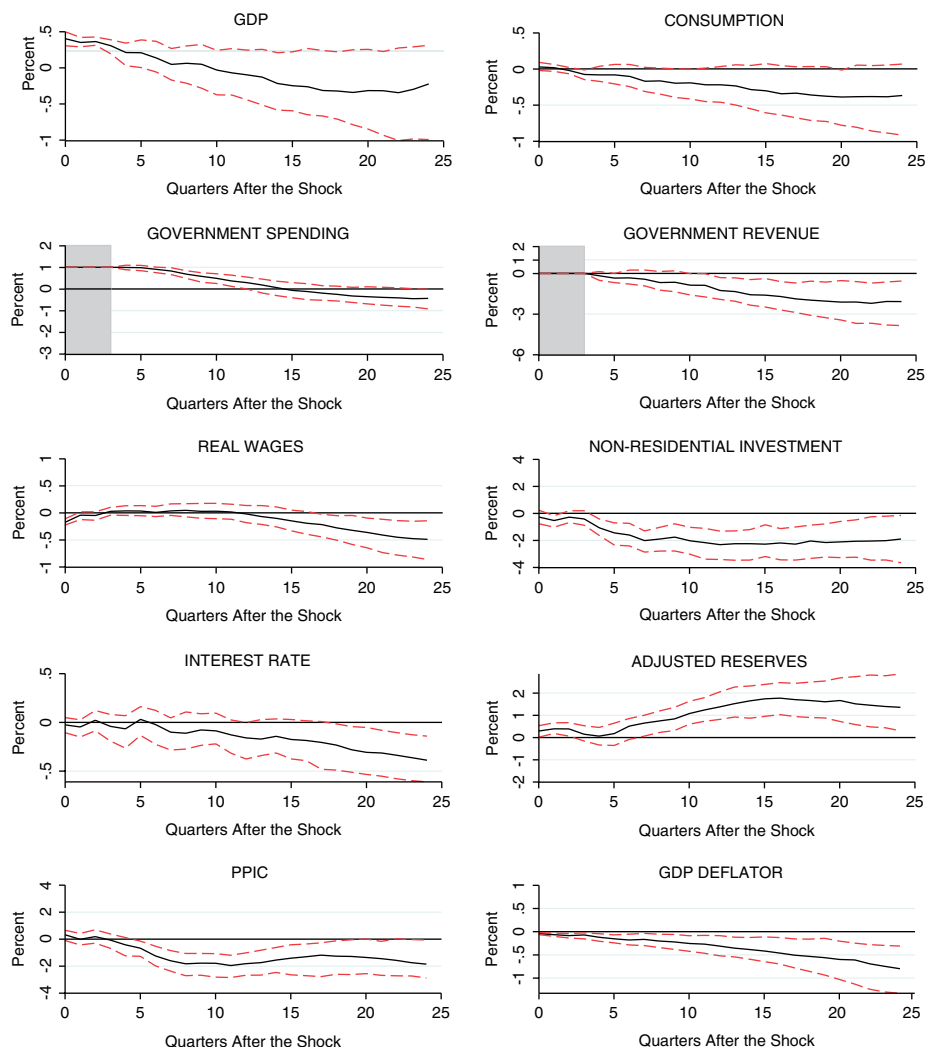 GDP
Percent
.5
0
-.5
-1
0 5 10 15 20 25
Quarters After the Shock
CONSUMPTION
Percent
.5
0
-.5
-1
0 5 10 15 20 25
Quarters After the Shock
GOVERNMENT SPENDING
Percent
2
1
0
-1
-2
-3
0 5 10 15 20 25
Quarters After the Shock
GOVERNMENT REVENUE
Percent
2
0
-3
-6
0 5 10 15 20 25
Quarters After the Shock
REAL WAGES
Percent
1
.5
0
-.5
-1
0 5 10 15 20 25
Quarters After the Shock
NON-RESIDENTIAL INVESTMENT
Percent
4
2
0
-2
-4
0 5 10 15 20 25
Quarters After the Shock
INTEREST RATE
Percent
.5
0
-.5
0 5 10 15 20 25
Quarters After the Shock
ADJUSTED RESERVES
Percent
2
1
0
-1
-2
0 5 10 15 20 25
Quarters After the Shock
PPIC
Percent
4
2
0
-2
-4
0 5 10 15 20 25
Quarters After the Shock
GDP DEFLATOR
Percent
1
.5
0
-.5
-1
0 5 10 15 20 25
Quarters After the Shock